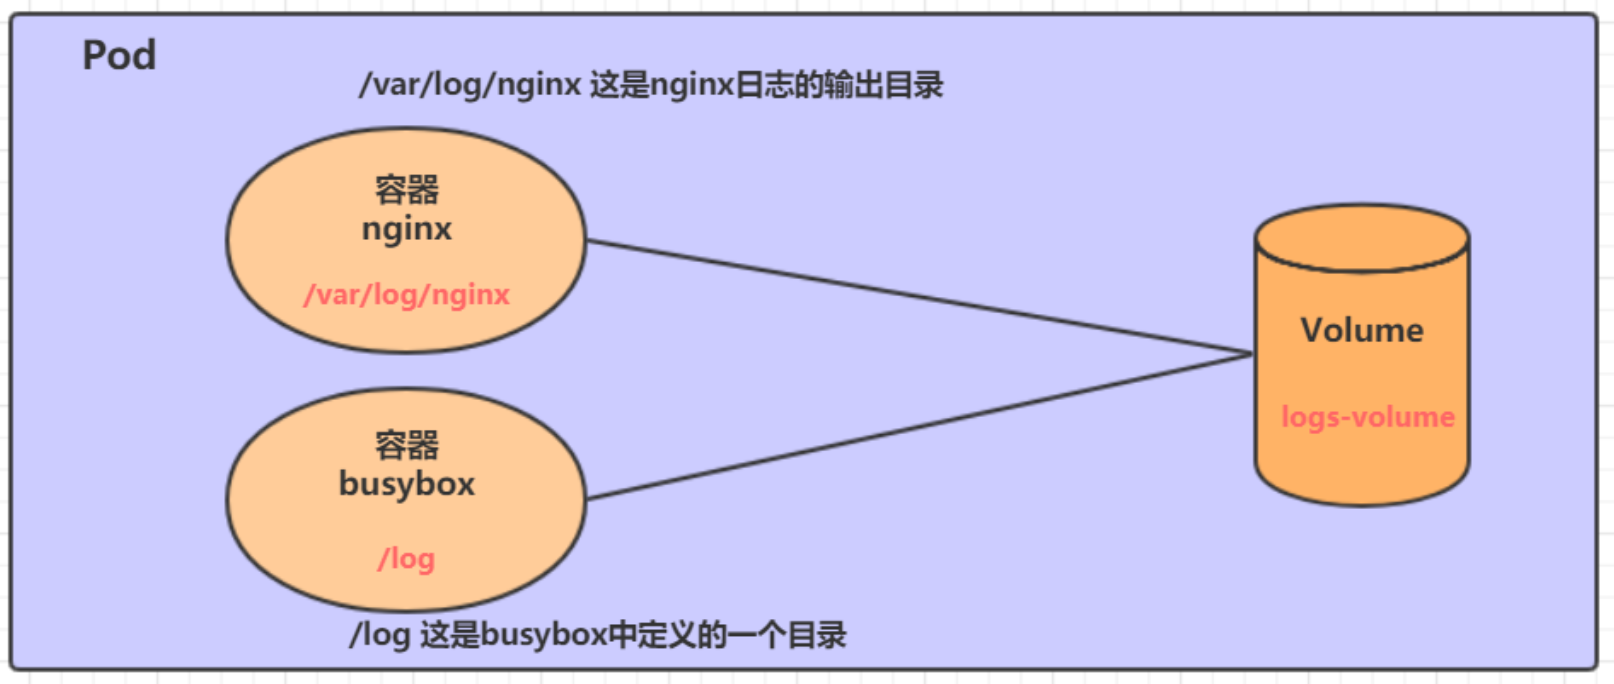 Pod
/var/log/nginx 这是nginx日志的输出目录
容器
nginx
/var/log/nginx
Volume
logs-volume
容器
busybox
/log
/log 这是busybox中定义的一个目录